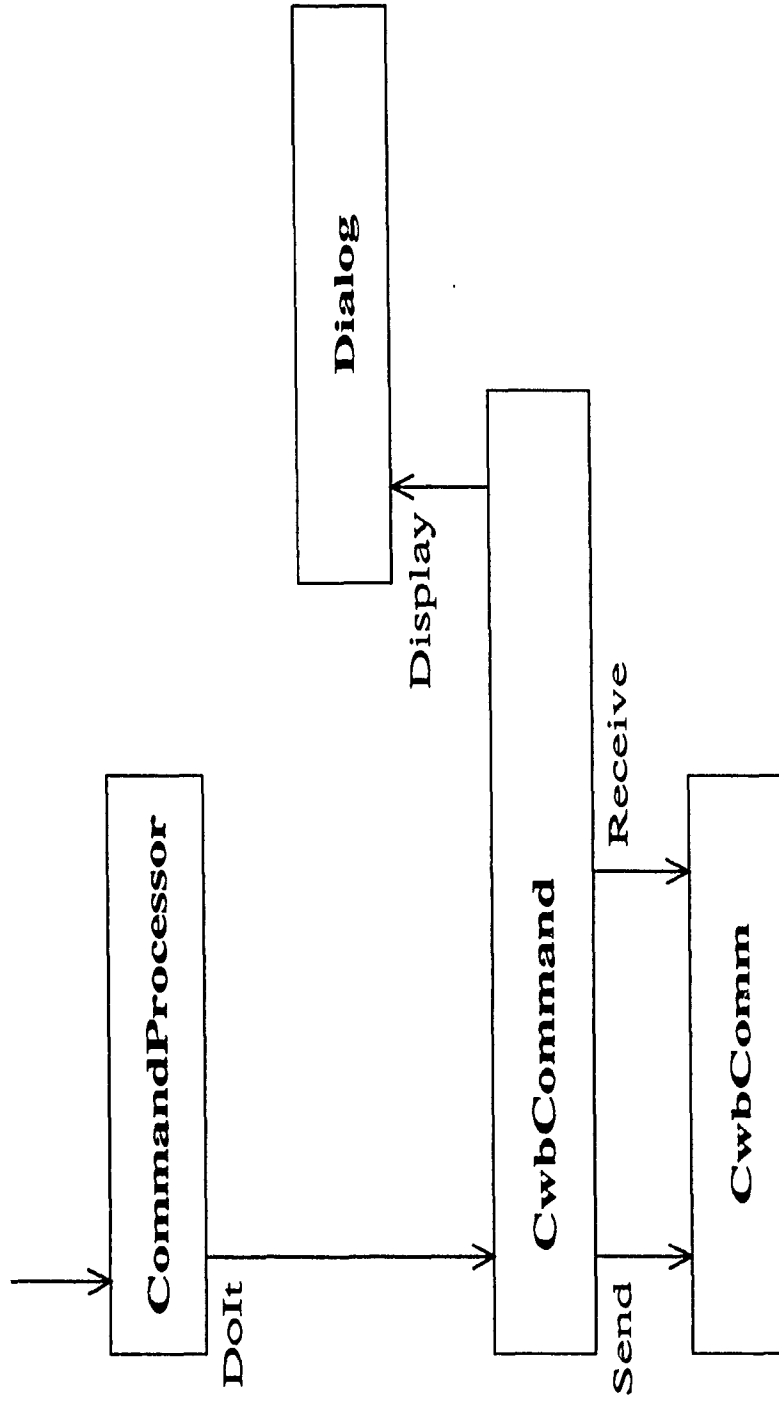 CommandProcessor
DoIt
Dialog
Display
CwbCommand
Send
Receive
CwbComm